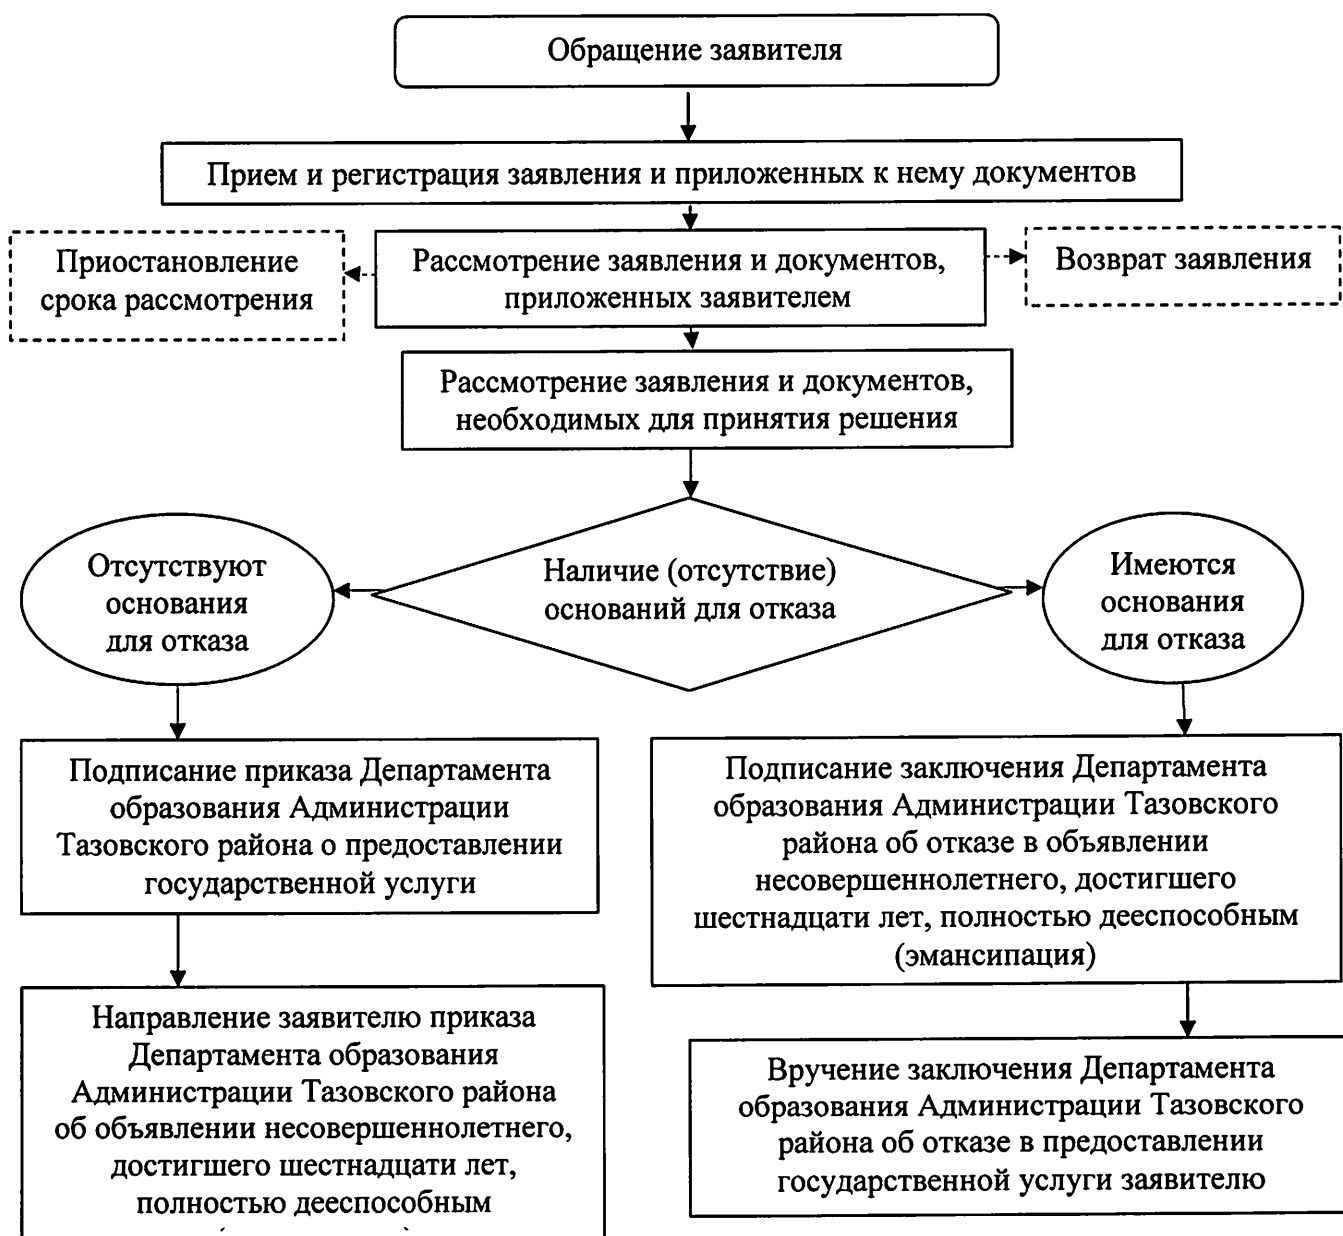 Обращение заявителя
Прием и регистрация заявления и приложенных к нему документов
Приостановление
срока рассмотрения
Рассмотрение заявления и документов,
приложенных заявителем
Возврат заявления
Рассмотрение заявления и документов,
необходимых для принятия решения
Отсутствуют
основания
для отказа
Наличие (отсутствие)
оснований для отказа
Имеются
основания
для отказа
Подписание приказа Департамента
образования Администрации
Тазовского района о предоставлении
государственной услуги
Подписание заключения Департамента
образования Администрации Тазовского
района об отказе в объявлении
несовершеннолетнего, достигшего
шестнадцати лет, полностью дееспособным
(эмансипация)
Направление заявителю приказа
Департамента образования
Администрации Тазовского района
об объявлении несовершеннолетнего,
достигшего шестнадцати лет,
полностью дееспособным
Вручение заключения Департамента
образования Администрации Тазовского
района об отказе в предоставлении
государственной услуги заявителю